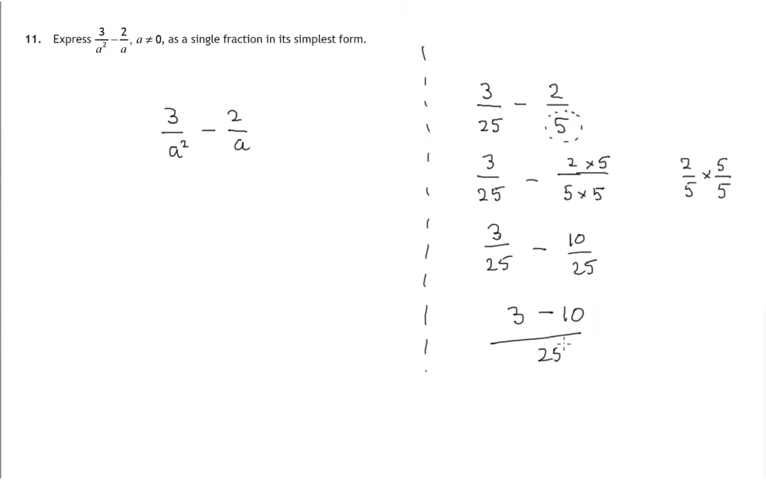 11. Express 3/a² − 2/a, a ≠ 0, as a single fraction in its simplest form.
3/a² − 2/a
3/25 − 2/5
3/25 − 2×5/5×5
2/5 × 5/5
3/25 − 10/25
3 − 10/25